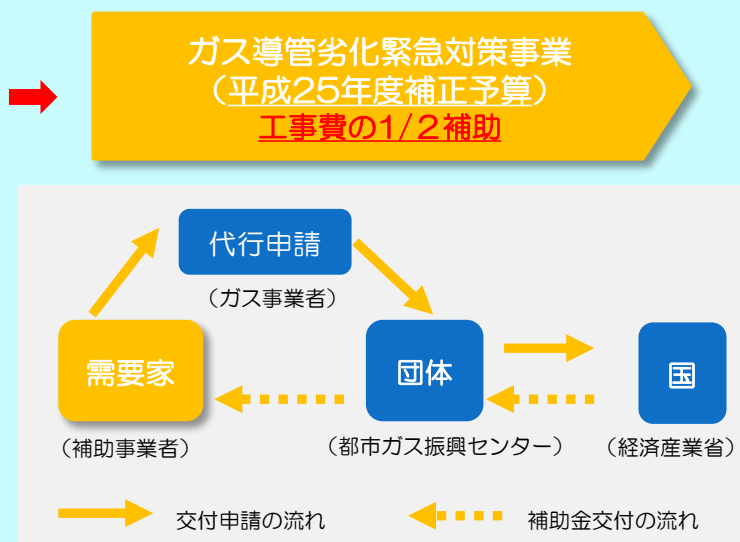 ガス導管劣化緊急対策事業
（平成25年度補正予算）
工事費の1/2補助
代行申請
（ガス事業者）
需要家
団体
国
（補助事業者）
（都市ガス振興センター）
（経済産業省）
交付申請の流れ
補助金交付の流れ